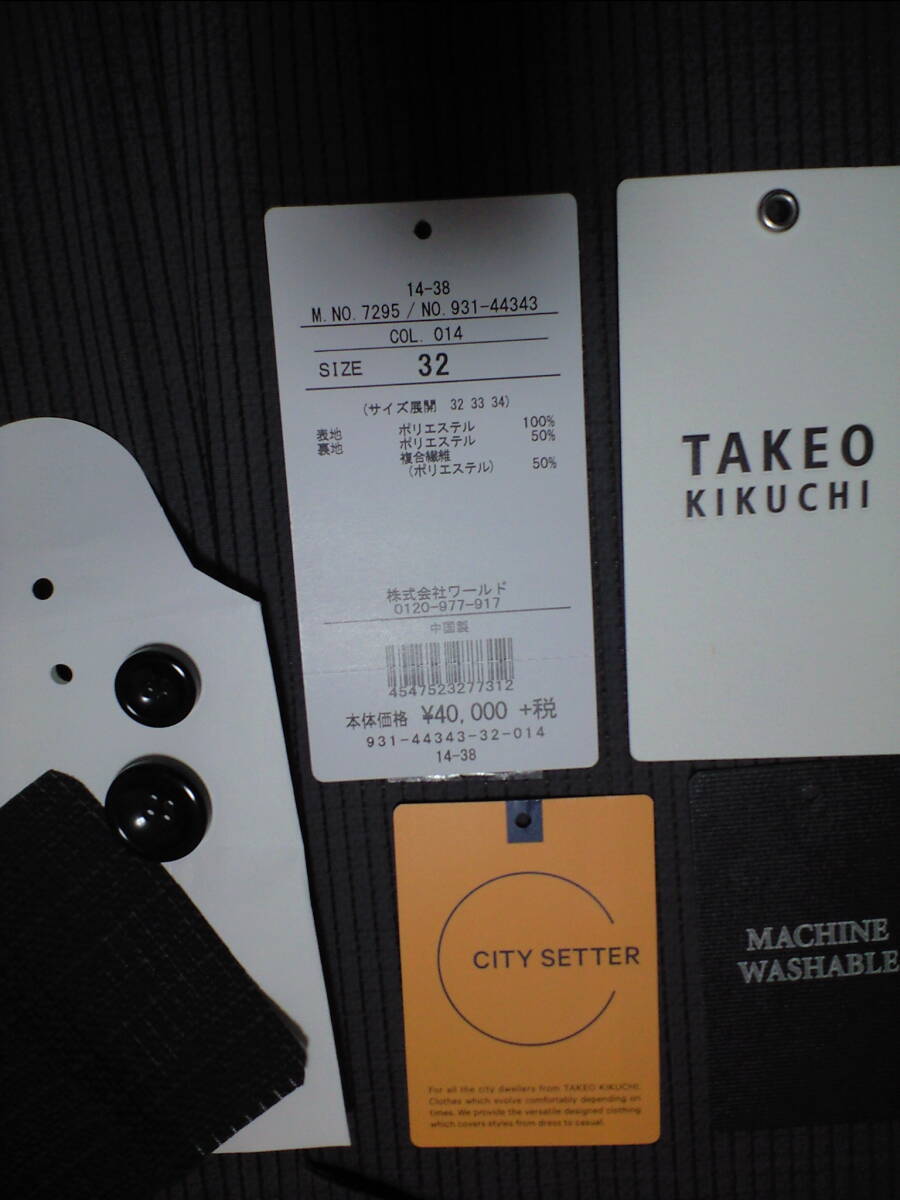 14-38
M.NO.7295 / NO.931-44343
COL. 014
SIZE 32
(サイズ展開 32 33 34)
表地 ポリエステル 100%
裏地 ポリエステル 50%
複合繊維
(ポリエステル) 50%
株式会社ワールド
0120-977-917
中国製
4547523277312
本体価格 ¥40,000 +税
931-44343-32-014
14-38
TAKEO
KIKUCHI
CITY SETTER
For all the city dwellers from TAKEO KIKUCHI.
Clothes which evolve comfortably depending on
times. We provide the versatile designed clothing
which covers styles from dress to casual.
MACHINE
WASHABLE